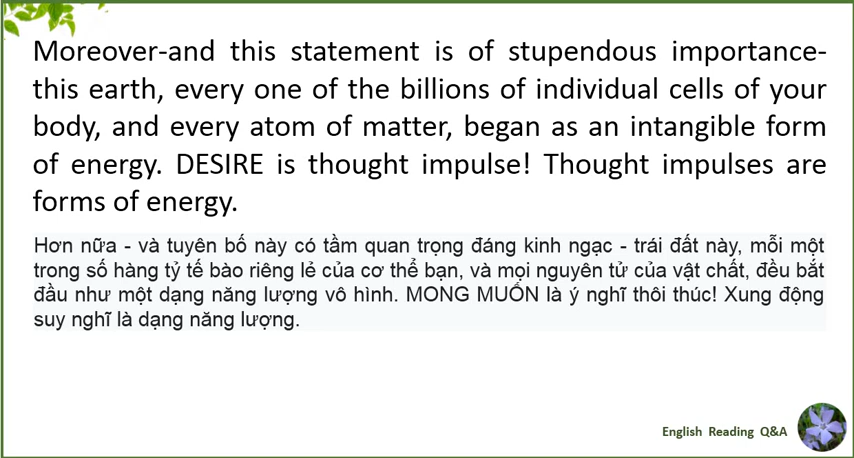 Moreover-and this statement is of stupendous importance-
this earth, every one of the billions of individual cells of your
body, and every atom of matter, began as an intangible form
of energy. DESIRE is thought impulse! Thought impulses are
forms of energy.
Hơn nữa - và tuyên bố này có tầm quan trọng đáng kinh ngạc - trái đất này, mỗi một
trong số hàng tỷ tế bào riêng lẻ của cơ thể bạn, và mọi nguyên tử của vật chất, đều bắt
đầu như một dạng năng lượng vô hình. MONG MUỐN là ý nghĩ thôi thúc! Xung động
suy nghĩ là dạng năng lượng.
English Reading Q&A